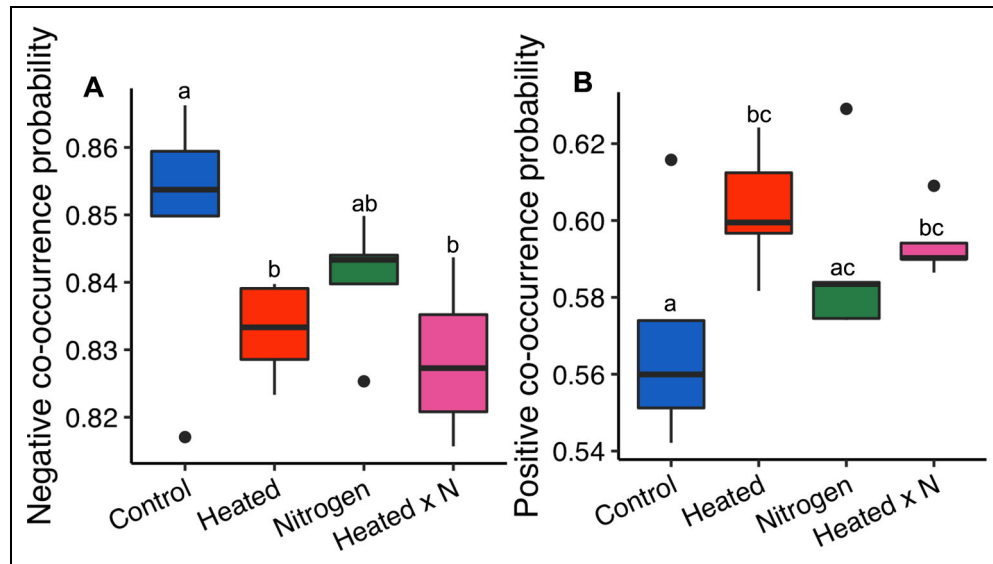 Negative co-occurrence probability
A
0.86
0.85
0.84
0.83
0.82
a
b
ab
b
Control
Heated
Nitrogen
Heated x N
Positive co-occurrence probability
B
0.62
0.60
0.58
0.56
0.54
a
bc
ac
bc
Control
Heated
Nitrogen
Heated x N